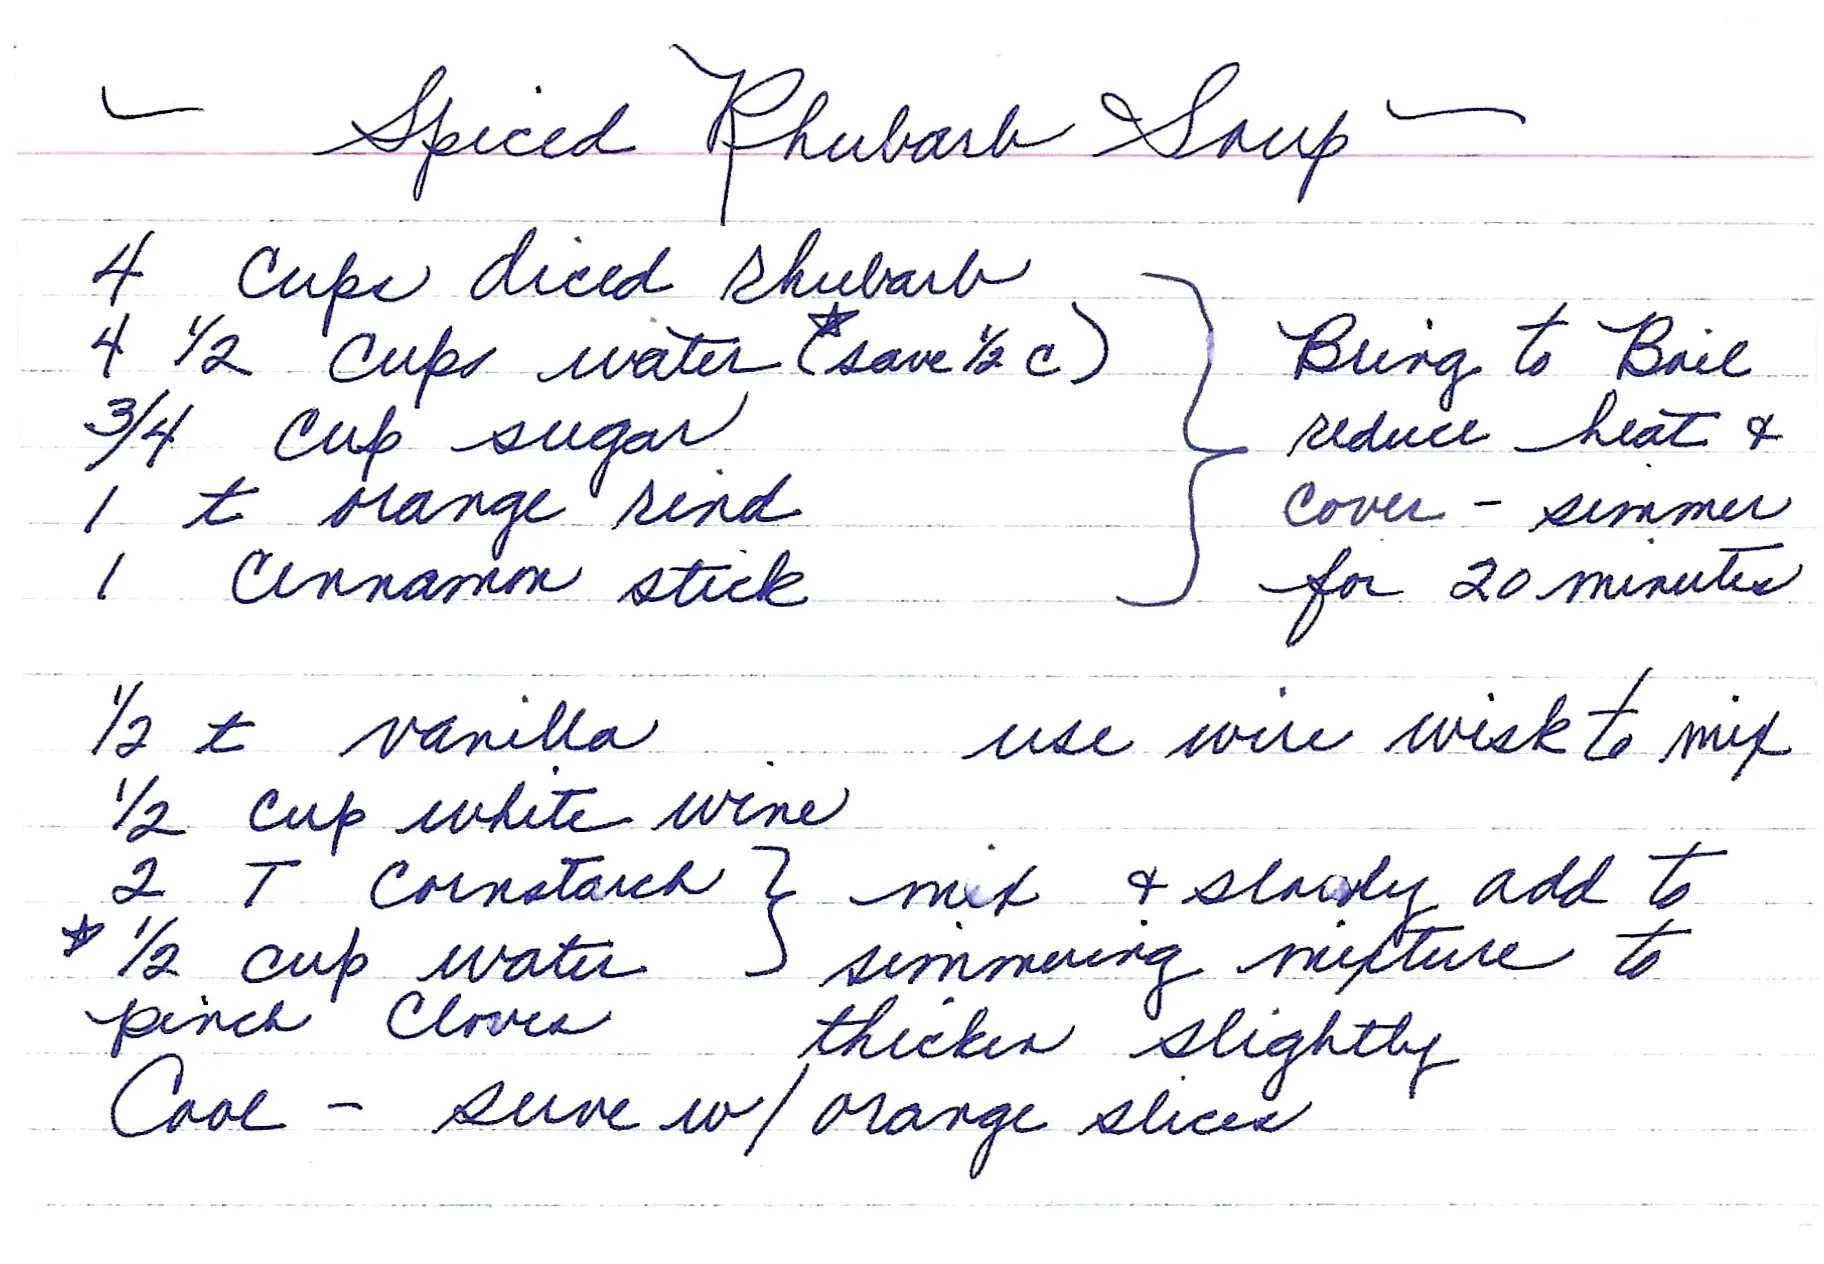 ~ Spiced Rhubarb Soup ~
4 cups diced rhubarb
4 1/2 cups water (*save 1/2 c)
3/4 cup sugar
1 t orange rind
1 cinnamon stick
Bring to Boil
reduce heat &
cover - simmer
for 20 minutes
1/2 t vanilla
use wire wisk to mix
1/2 cup white wine
2 T cornstarch
* 1/2 cup water
mix & slowly add to
simmering mixture to
thicken slightly
pinch cloves
Cool - serve w/ orange slices